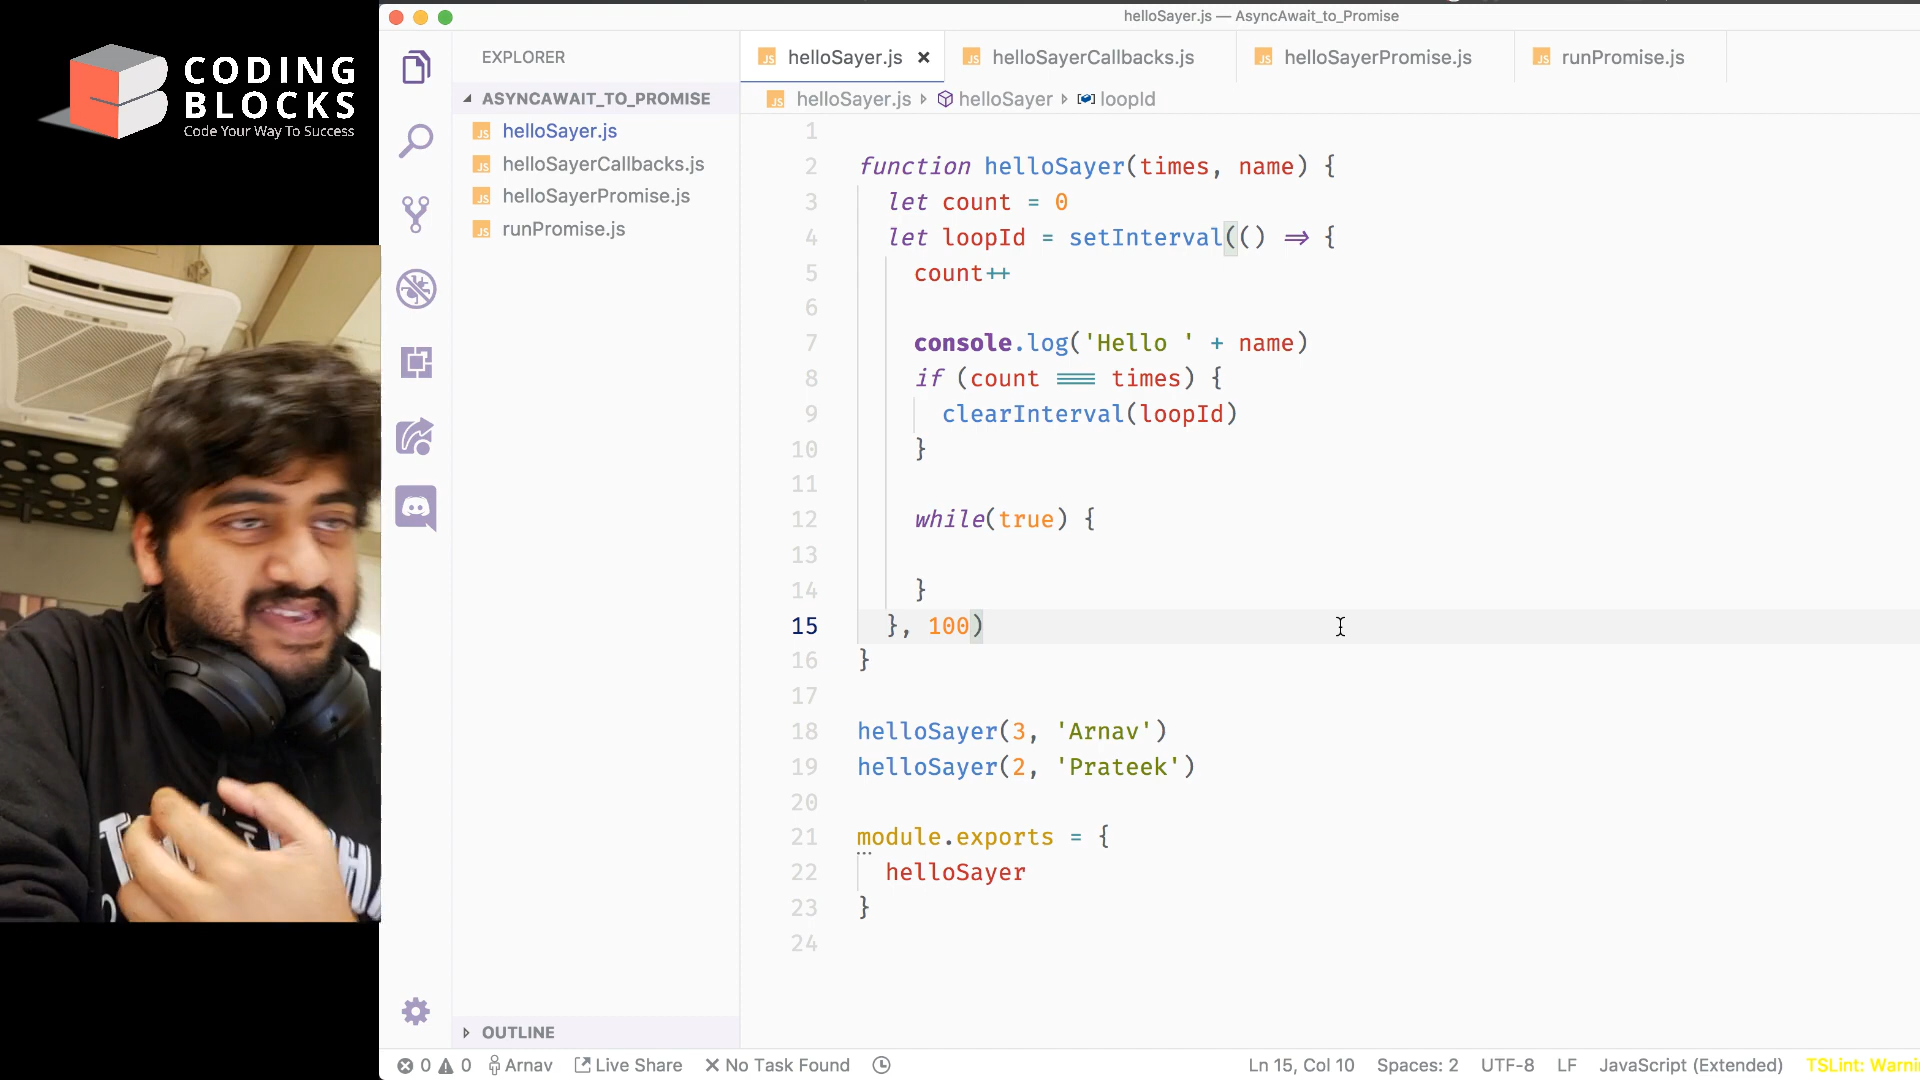 CODING
BLOCKS
Code Your Way To Success
helloSayer.js — AsyncAwait_to_Promise
EXPLORER
ASYNCAWAIT_TO_PROMISE
helloSayer.js
helloSayerCallbacks.js
helloSayerPromise.js
runPromise.js
OUTLINE
helloSayer.js × helloSayerCallbacks.js helloSayerPromise.js runPromise.js
helloSayer.js helloSayer loopId
1
2 function helloSayer(times, name) {
3 let count = 0
4 let loopId = setInterval(() => {
5 count++
6
7 console.log('Hello ' + name)
8 if (count === times) {
9 clearInterval(loopId)
10 }
11
12 while(true) {
13
14 }
15 }, 100)
16 }
17
18 helloSayer(3, 'Arnav')
19 helloSayer(2, 'Prateek')
20
21 module.exports = {
22 helloSayer
23 }
24
0 0 Arnav Live Share No Task Found Ln 15, Col 10 Spaces: 2 UTF-8 LF JavaScript (Extended) TSLint: